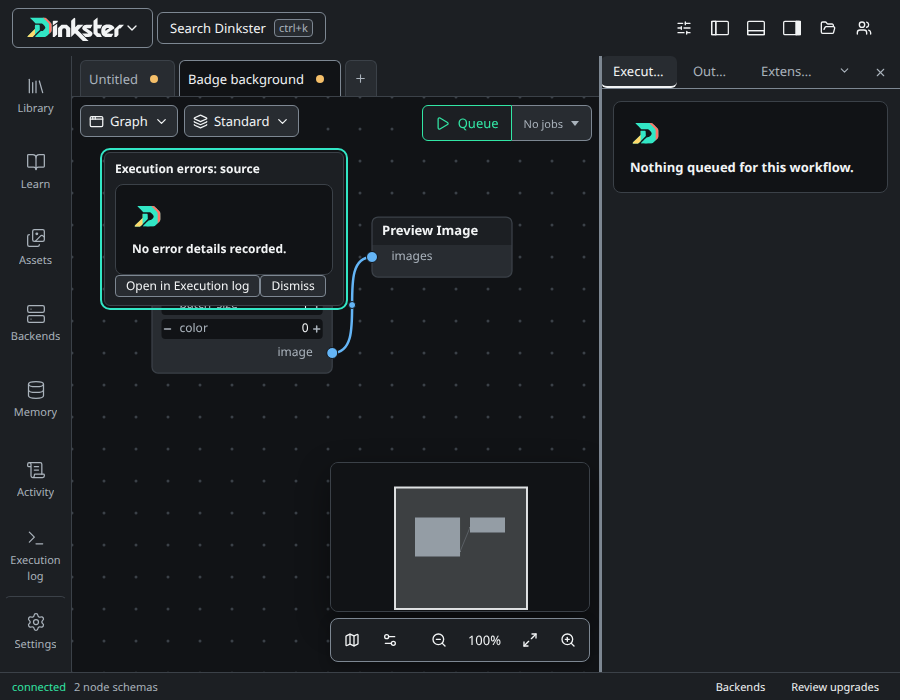 Dinkster
Search Dinkster ctrl+k
Library
Learn
Assets
Backends
Memory
Activity
Execution
log
Settings
Untitled
Badge background
Graph
Standard
Queue
No jobs
Execution errors: source
No error details recorded.
Open in Execution log
Dismiss
color
0
image
Preview Image
images
100%
Execut...
Out...
Extens...
Nothing queued for this workflow.
connected
2 node schemas
Backends
Review upgrades